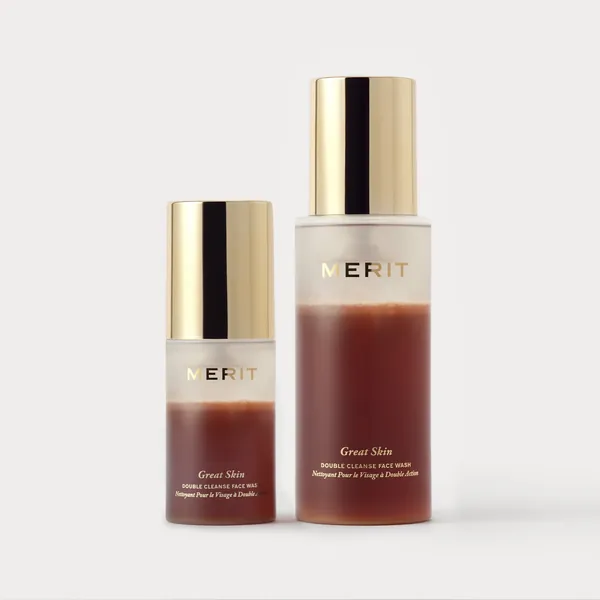 MERIT
Great Skin
DOUBLE CLEANSE FACE WAS
Nettoyant Pour le Visage à Double
MERIT
Great Skin
DOUBLE CLEANSE FACE WASH
Nettoyant Pour le Visage à Double Action